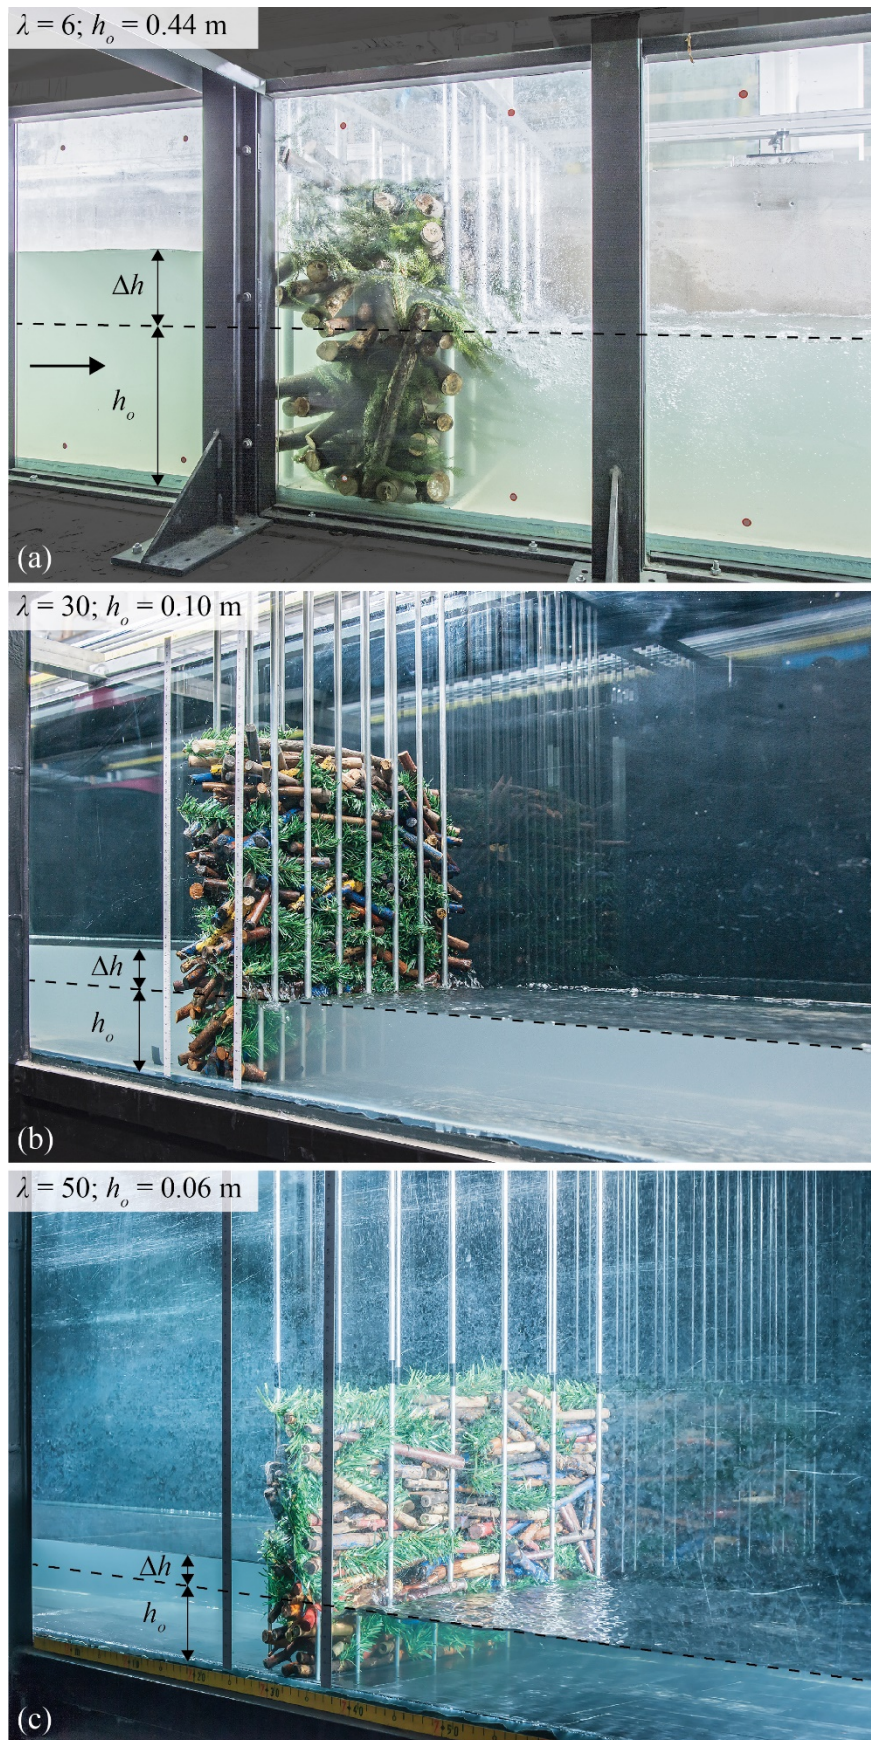 λ = 6; hₒ = 0.44 m
Δh
hₒ
(a)
λ = 30; hₒ = 0.10 m
Δh
hₒ
(b)
λ = 50; hₒ = 0.06 m
Δh
hₒ
(c)